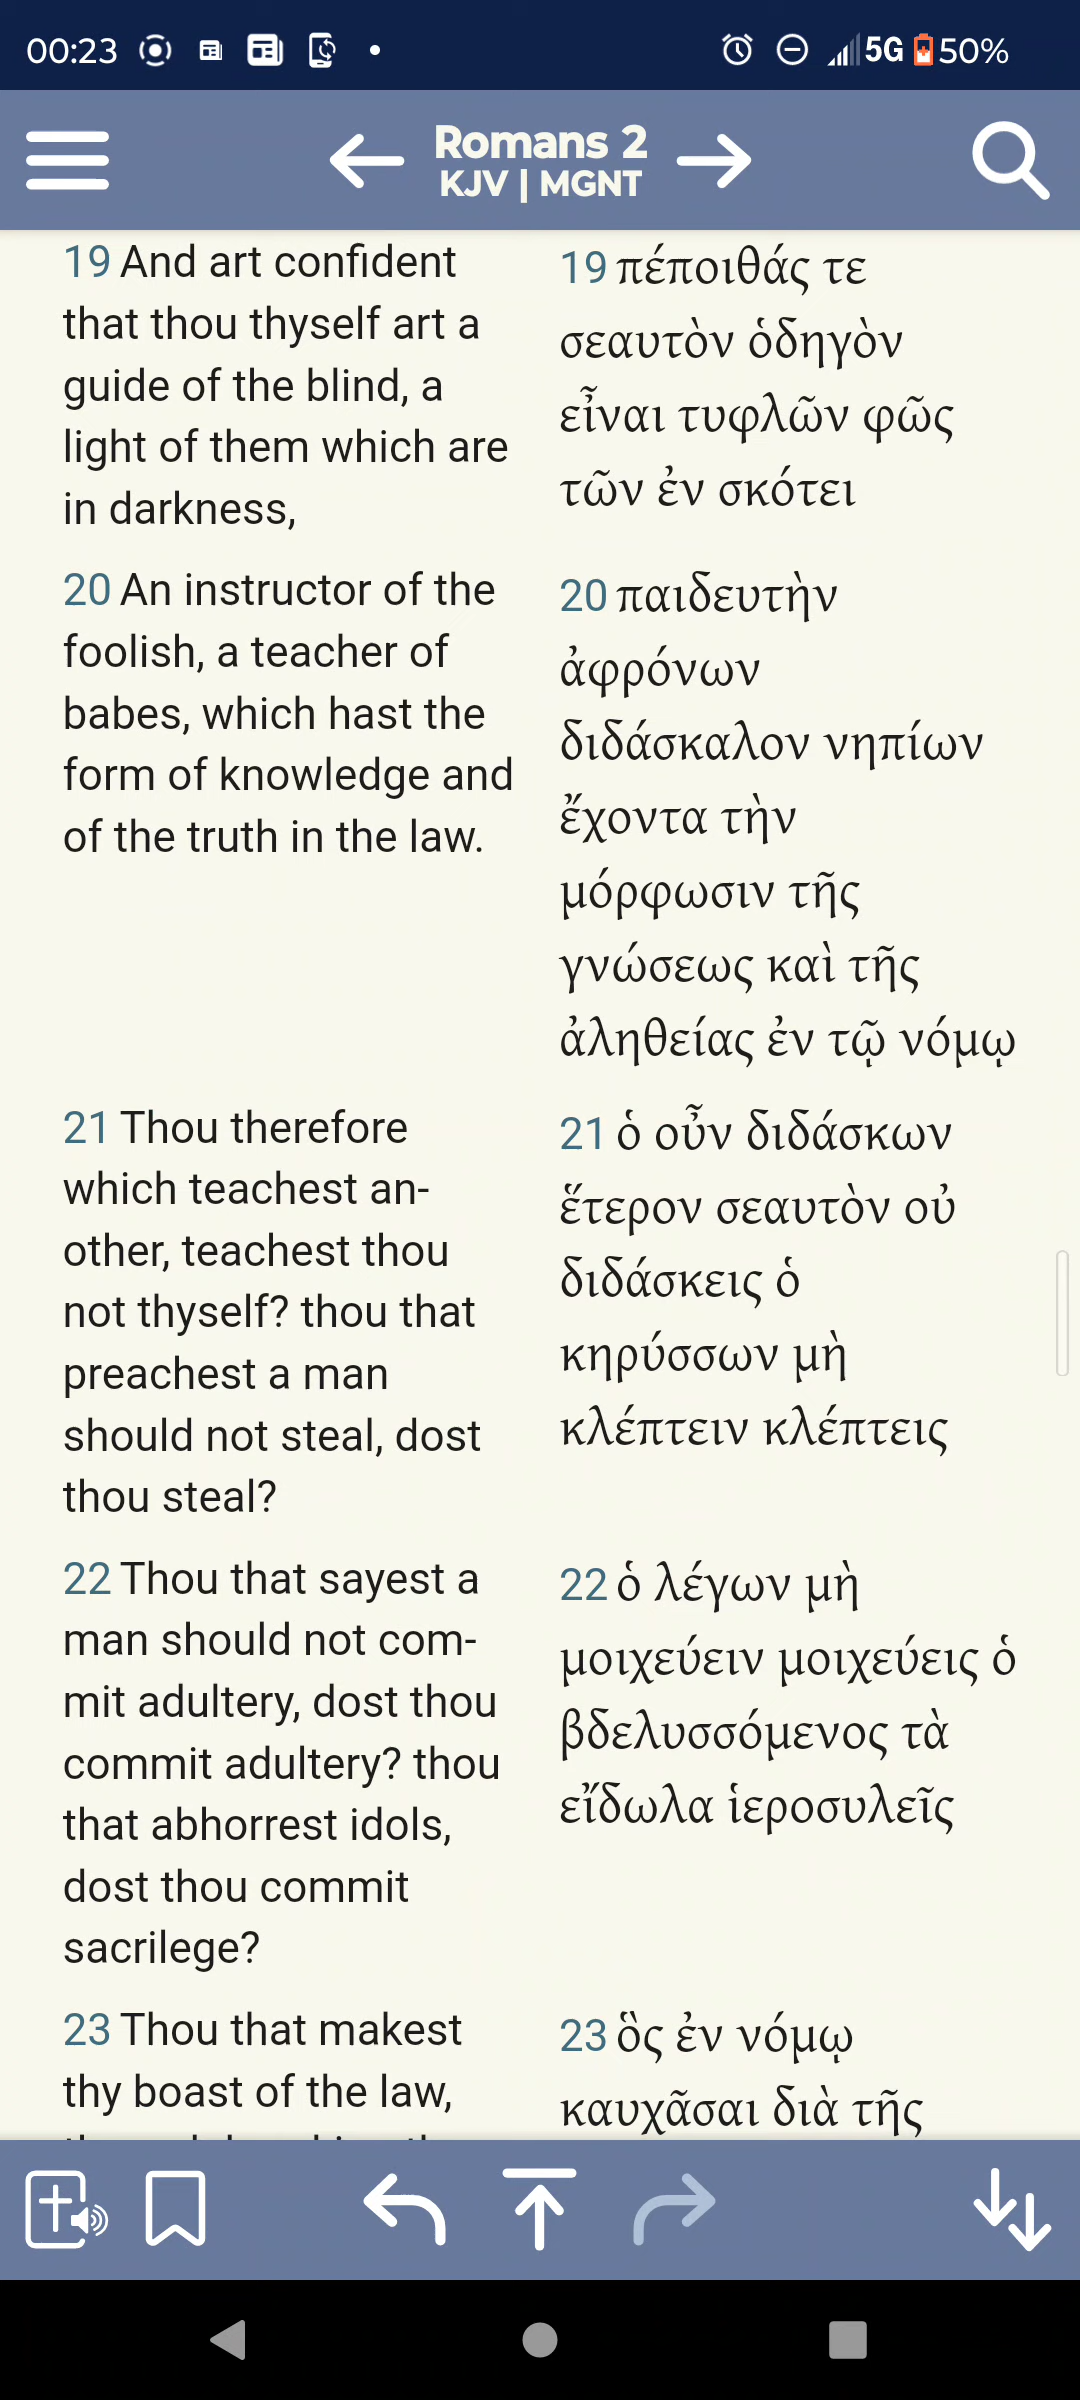 00:23
5G 50%
Romans 2
KJV | MGNT
19 And art confident
that thou thyself art a
guide of the blind, a
light of them which are
in darkness,
19 πέποιθάς τε
σεαυτὸν ὁδηγὸν
εἶναι τυφλῶν φῶς
τῶν ἐν σκότει
20 An instructor of the
foolish, a teacher of
babes, which hast the
form of knowledge and
of the truth in the law.
20 παιδευτὴν
ἀφρόνων
διδάσκαλον νηπίων
ἔχοντα τὴν
μόρφωσιν τῆς
γνώσεως καὶ τῆς
ἀληθείας ἐν τῷ νόμῳ
21 Thou therefore
which teachest an-
other, teachest thou
not thyself? thou that
preachest a man
should not steal, dost
thou steal?
21 ὁ οὖν διδάσκων
ἕτερον σεαυτὸν οὐ
διδάσκεις ὁ
κηρύσσων μὴ
κλέπτειν κλέπτεις
22 Thou that sayest a
man should not com-
mit adultery, dost thou
commit adultery? thou
that abhorrest idols,
dost thou commit
sacrilege?
22 ὁ λέγων μὴ
μοιχεύειν μοιχεύεις ὁ
βδελυσσόμενος τὰ
εἴδωλα ἱεροσυλεῖς
23 Thou that makest
thy boast of the law,
23 ὃς ἐν νόμῳ
καυχᾶσαι διὰ τῆς